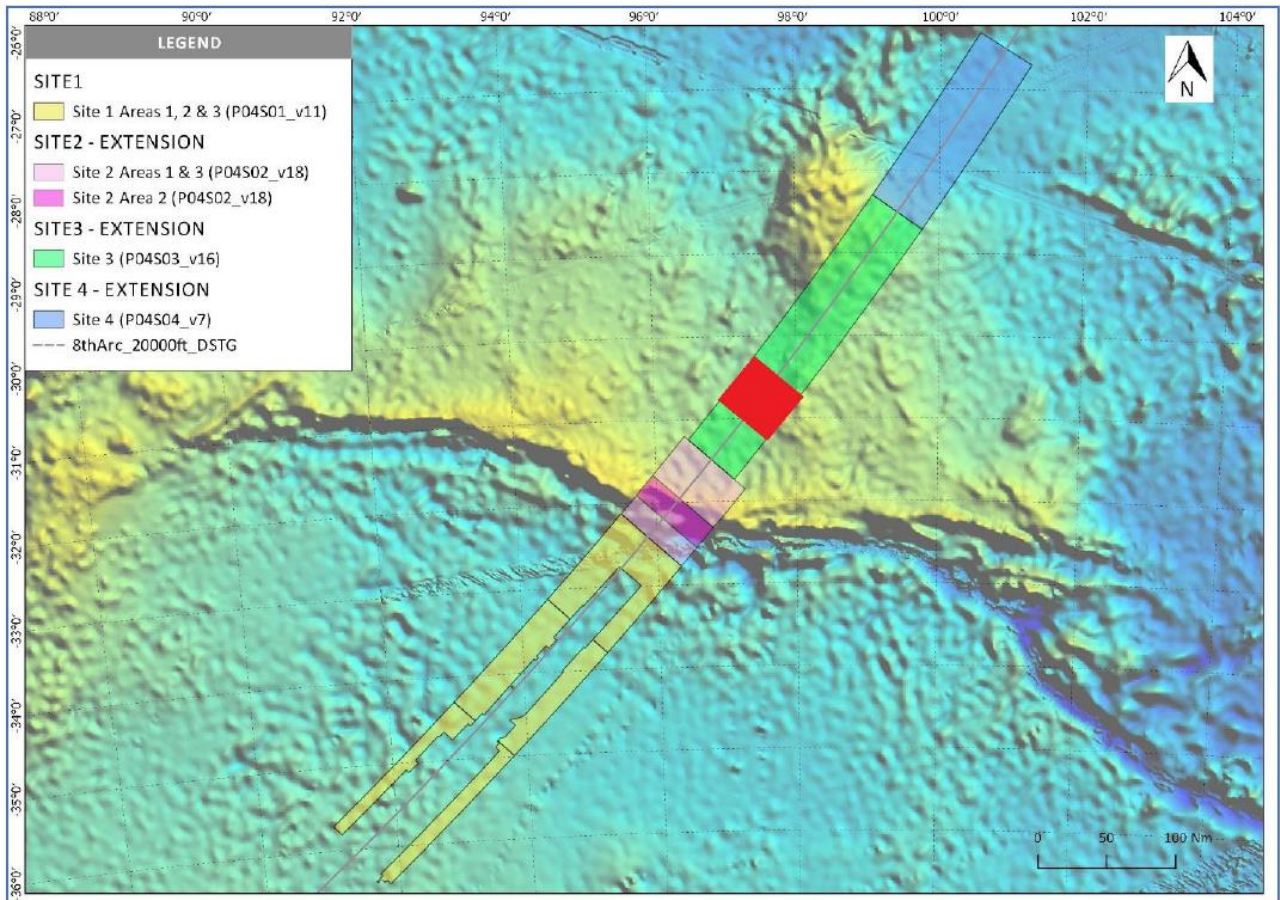 88°0' 90°0' 92°0' 94°0' 96°0' 98°0' 100°0' 102°0' 104°0'
LEGEND
SITE1
Site 1 Areas 1, 2 & 3 (P04S01_v11)
SITE2 - EXTENSION
Site 2 Areas 1 & 3 (P04S02_v18)
Site 2 Area 2 (P04S02_v18)
SITE3 - EXTENSION
Site 3 (P04S03_v16)
SITE 4 - EXTENSION
Site 4 (P04S04_v7)
8thArc_20000ft_DSTG
N
-26°0'
-27°0'
-28°0'
-29°0'
-30°0'
-31°0'
-32°0'
-33°0'
-34°0'
-35°0'
-36°0'
0 50 100 Nm